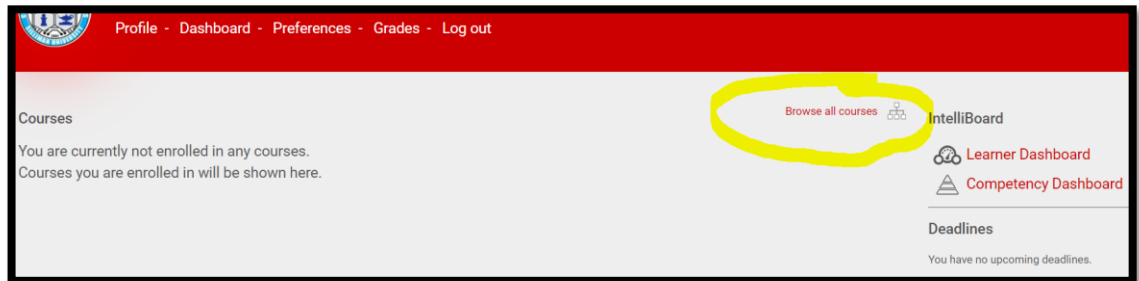 Profile - Dashboard - Preferences - Grades - Log out
Courses
Browse all courses
You are currently not enrolled in any courses.
Courses you are enrolled in will be shown here.
IntelliBoard
Learner Dashboard
Competency Dashboard
Deadlines
You have no upcoming deadlines.